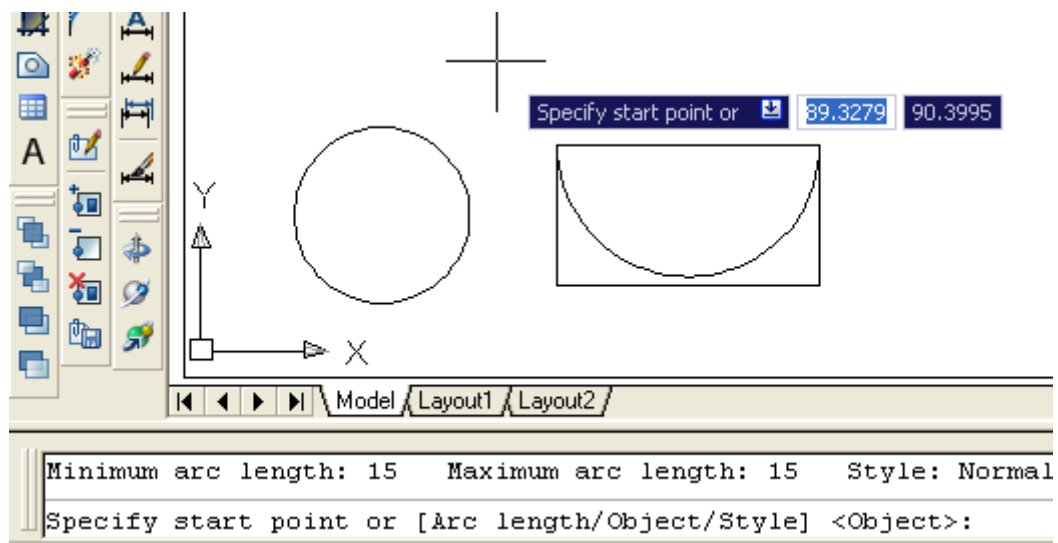 A
Specify start point or 89.3279 90.3995
A
Y
X
Model Layout1 Layout2
Minimum arc length: 15 Maximum arc length: 15 Style: Normal
Specify start point or [Arc length/Object/Style] <Object>: